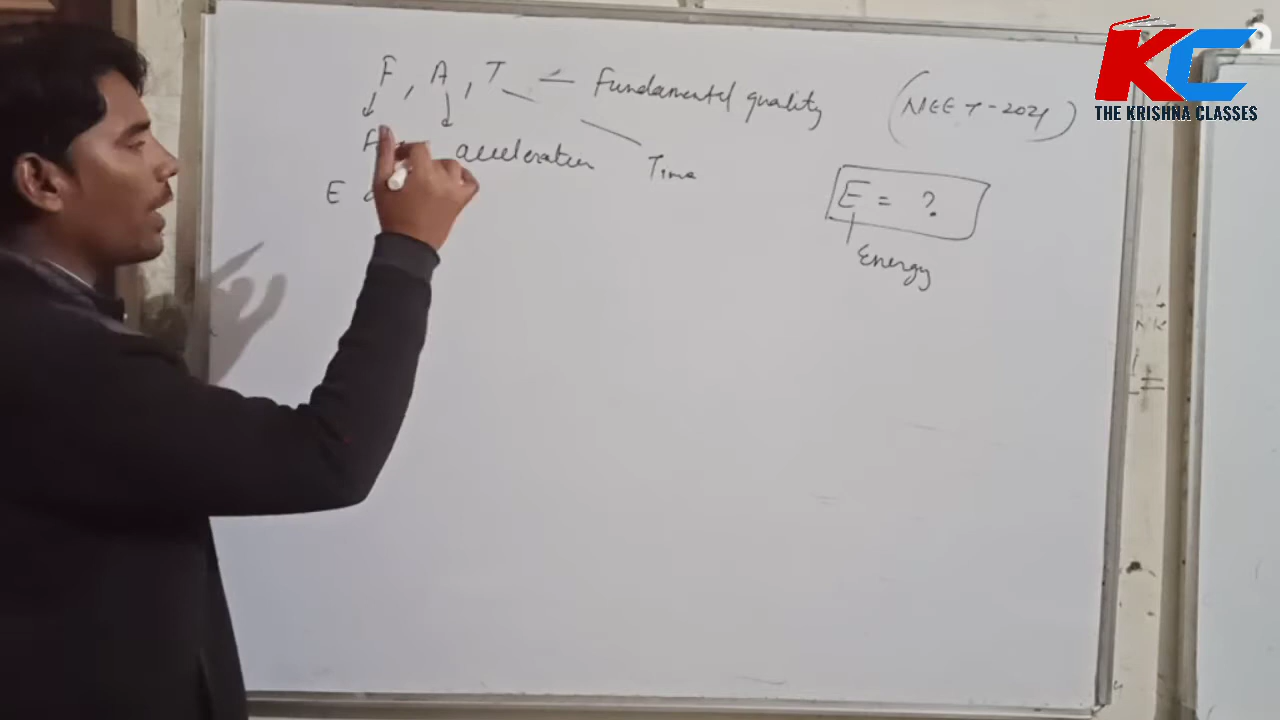 F, A, T — Fundamental quality (NEET-2021)
acceleration Time
E
E = ?
Energy
KC
THE KRISHNA CLASSES